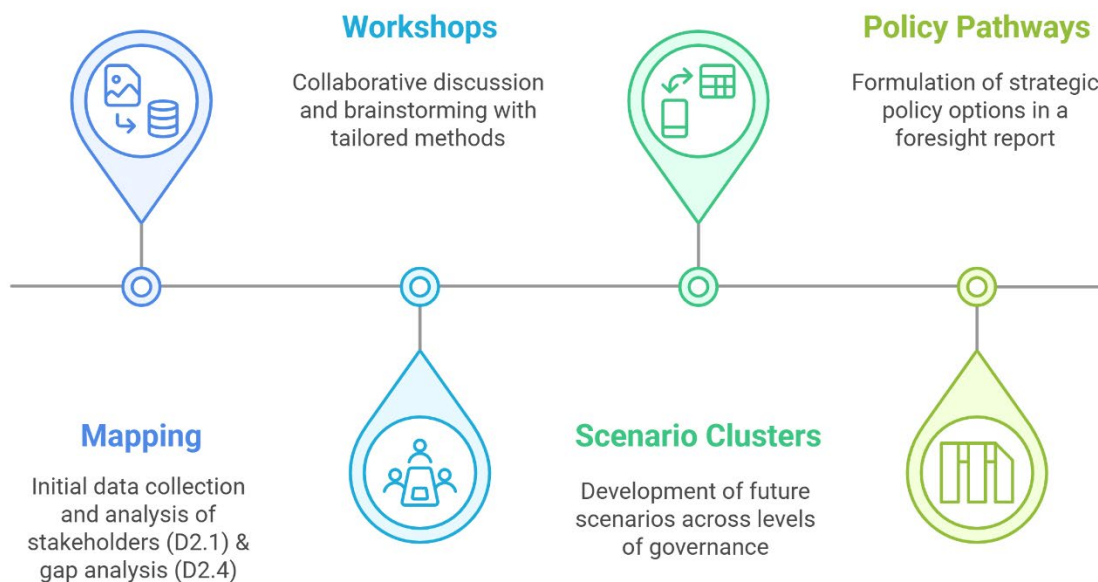 Workshops
Collaborative discussion
and brainstorming with
tailored methods
Policy Pathways
Formulation of strategic
policy options in a
foresight report
Mapping
Initial data collection
and analysis of
stakeholders (D2.1) &
gap analysis (D2.4)
Scenario Clusters
Development of future
scenarios across levels
of governance